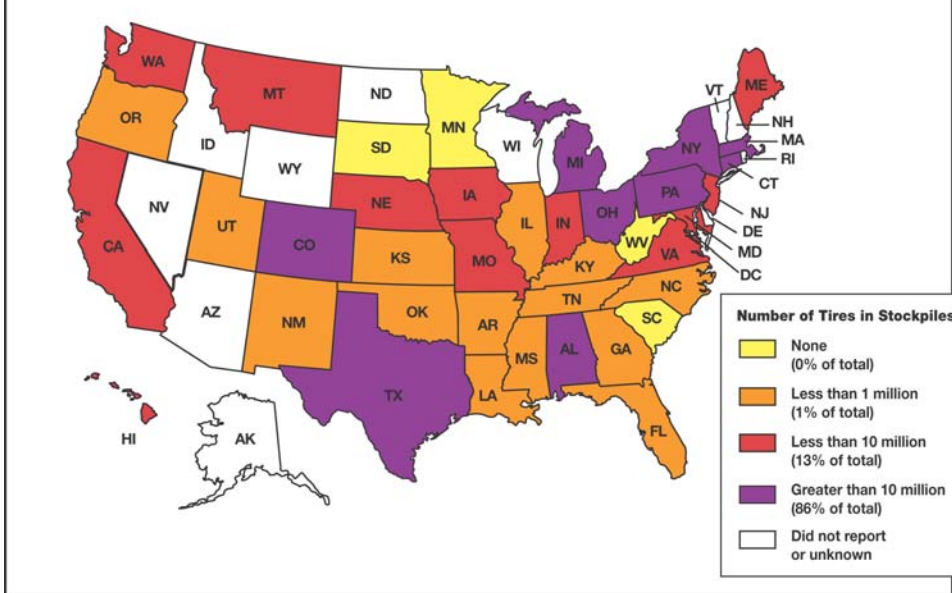 WA
MT
ND
MN
OR
ID
WY
SD
WI
MI
VT
ME
NH
MA
RI
NY
CT
PA
NJ
DE
MD
DC
NV
UT
CO
NE
IA
IL
IN
OH
WV
VA
CA
KS
MO
KY
NC
TN
SC
AZ
NM
OK
AR
MS
AL
GA
TX
LA
FL
HI
AK
Number of Tires in Stockpiles
None
(0% of total)
Less than 1 million
(1% of total)
Less than 10 million
(13% of total)
Greater than 10 million
(86% of total)
Did not report
or unknown